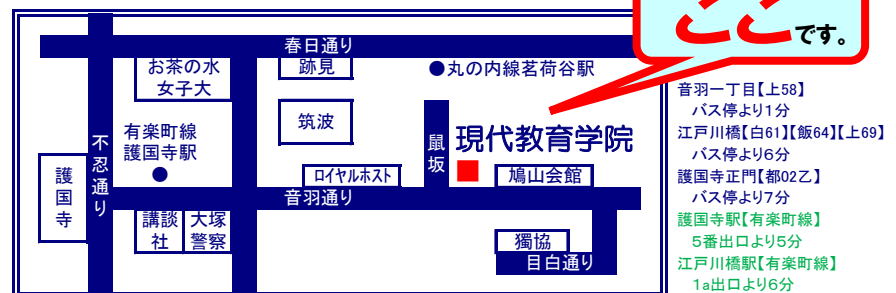 ここです。
春日通り
お茶の水
女子大
跡見
●丸の内線茗荷谷駅
筑波
有楽町線
護国寺駅
不忍通り
護国寺
鼠坂
現代教育学院
ロイヤルホスト
鳩山会館
音羽通り
講談社
大塚警察
獨協
目白通り
音羽一丁目【上58】
バス停より1分
江戸川橋【白61】【飯64】【上69】
バス停より6分
護国寺正門【都02乙】
バス停より7分
護国寺駅【有楽町線】
5番出口より5分
江戸川橋駅【有楽町線】
1a出口より6分